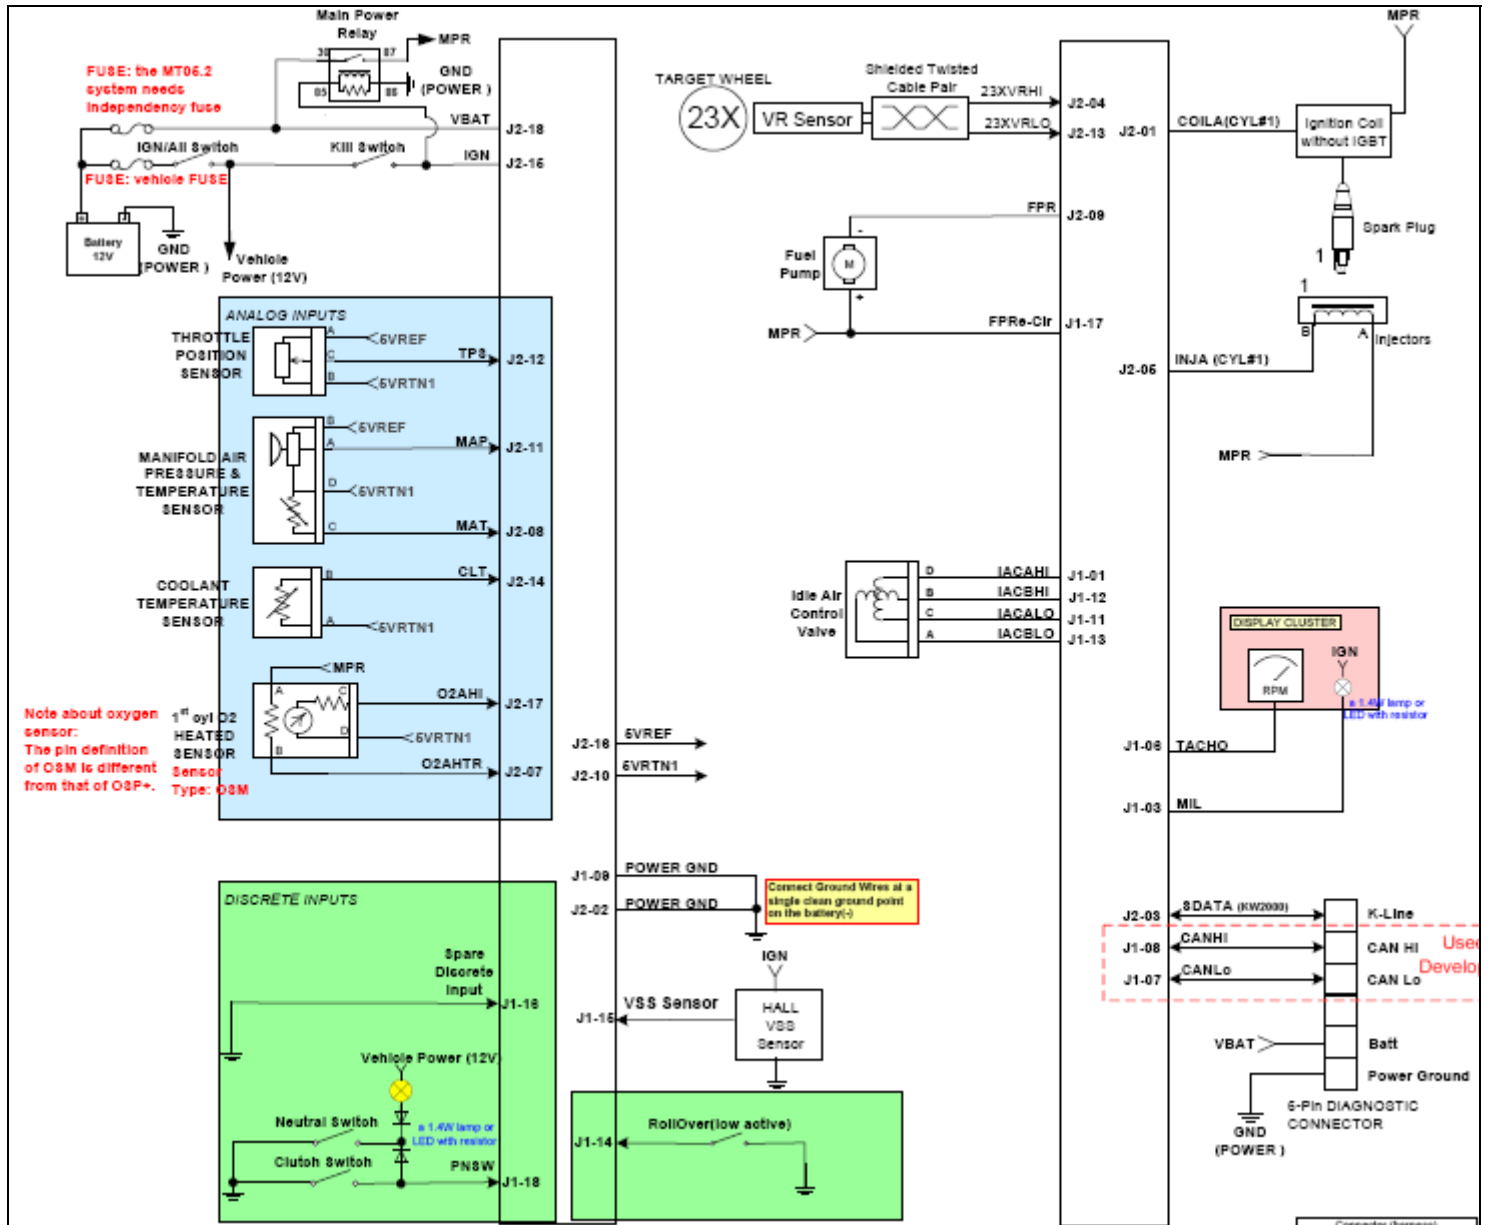 Main Power
Relay
30
87
MPR
85
86
GND
(POWER )
FUSE: the MT05.2
system needs
independency fuse
VBAT
J2-18
IGN/All Switch
Kill Switch
IGN
J2-15
FUSE: vehicle FUSE
Battery
12V
GND
(POWER )
Vehicle
Power (12V)
ANALOG INPUTS
THROTTLE
POSITION
SENSOR
A
5VREF
C
TPS
J2-12
B
5VRTN1
MANIFOLD AIR
PRESSURE &
TEMPERATURE
SENSOR
B
5VREF
A
MAP
J2-11
D
5VRTN1
C
MAT
J2-08
COOLANT
TEMPERATURE
SENSOR
B
CLT
J2-14
A
5VRTN1
MPR
A
C
O2AHI
J2-17
1st cyl O2
HEATED
SENSOR
Sensor
Type: OSM
D
5VRTN1
B
O2AHTR
J2-07
Note about oxygen
sensor:
The pin definition
of OSM is different
from that of OSP+.
J2-16
5VREF
J2-10
5VRTN1
J1-09
POWER GND
J2-02
POWER GND
Connect Ground Wires at a
single clean ground point
on the battery(-)
DISCRETE INPUTS
Spare
Discrete
Input
J1-16
Vehicle Power (12V)
Neutral Switch
a 1.4W lamp or
LED with resistor
Clutch Switch
PNSW
J1-18
IGN
J1-15
VSS Sensor
HALL
VSS
Sensor
J1-14
RollOver(low active)
TARGET WHEEL
23X
VR Sensor
Shielded Twisted
Cable Pair
23XVRHI
J2-04
23XVRLO
J2-13
Fuel
Pump
-
M
+
FPR
J2-09
MPR
FPRe-Cir
J1-17
Idle Air
Control
Valve
D
IACAHI
J1-01
B
IACBHI
J1-12
C
IACALO
J1-11
A
IACBLO
J1-13
MPR
J2-01
COILA(CYL#1)
Ignition Coil
without IGBT
Spark Plug
1
1
B
A
Injectors
J2-05
INJA (CYL#1)
MPR
DISPLAY CLUSTER
RPM
IGN
a 1.4W lamp or
LED with resistor
J1-06
TACHO
J1-03
MIL
J2-03
SDATA (KW2000)
K-Line
J1-08
CANHI
CAN HI
J1-07
CANLo
CAN Lo
VBAT
Batt
Power Ground
GND
(POWER )
6-Pin DIAGNOSTIC
CONNECTOR